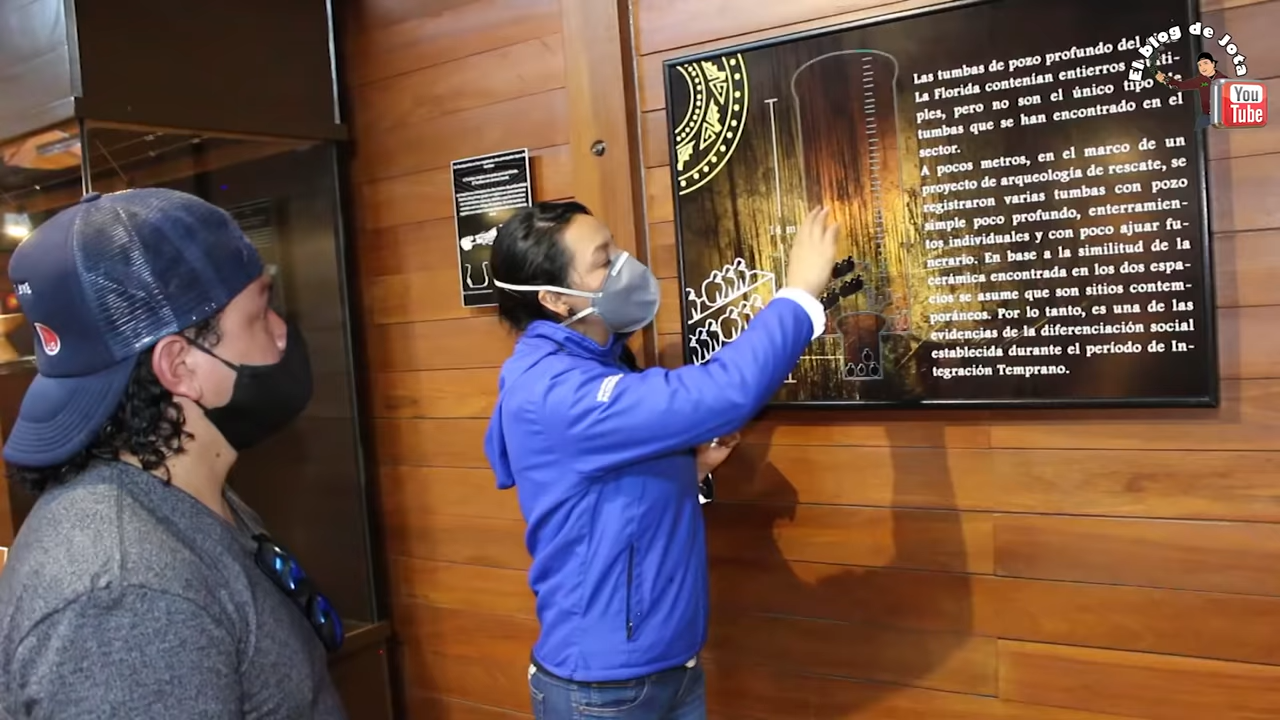 El blog de Jota
You
Tube
Las tumbas de pozo profundo del
La Florida contenían entierros
ples, pero no son el único tipo
tumbas que se han encontrado en el
sector.
A pocos metros, en el marco de un
proyecto de arqueología de rescate, se
registraron varias tumbas con pozo
simple poco profundo, enterramien-
tos individuales y con poco ajuar fu-
nerario. En base a la similitud de la
cerámica encontrada en los dos espa-
cios se asume que son sitios contem-
poráneos. Por lo tanto, es una de las
evidencias de la diferenciación social
establecida durante el período de In-
tegración Temprano.
14 m